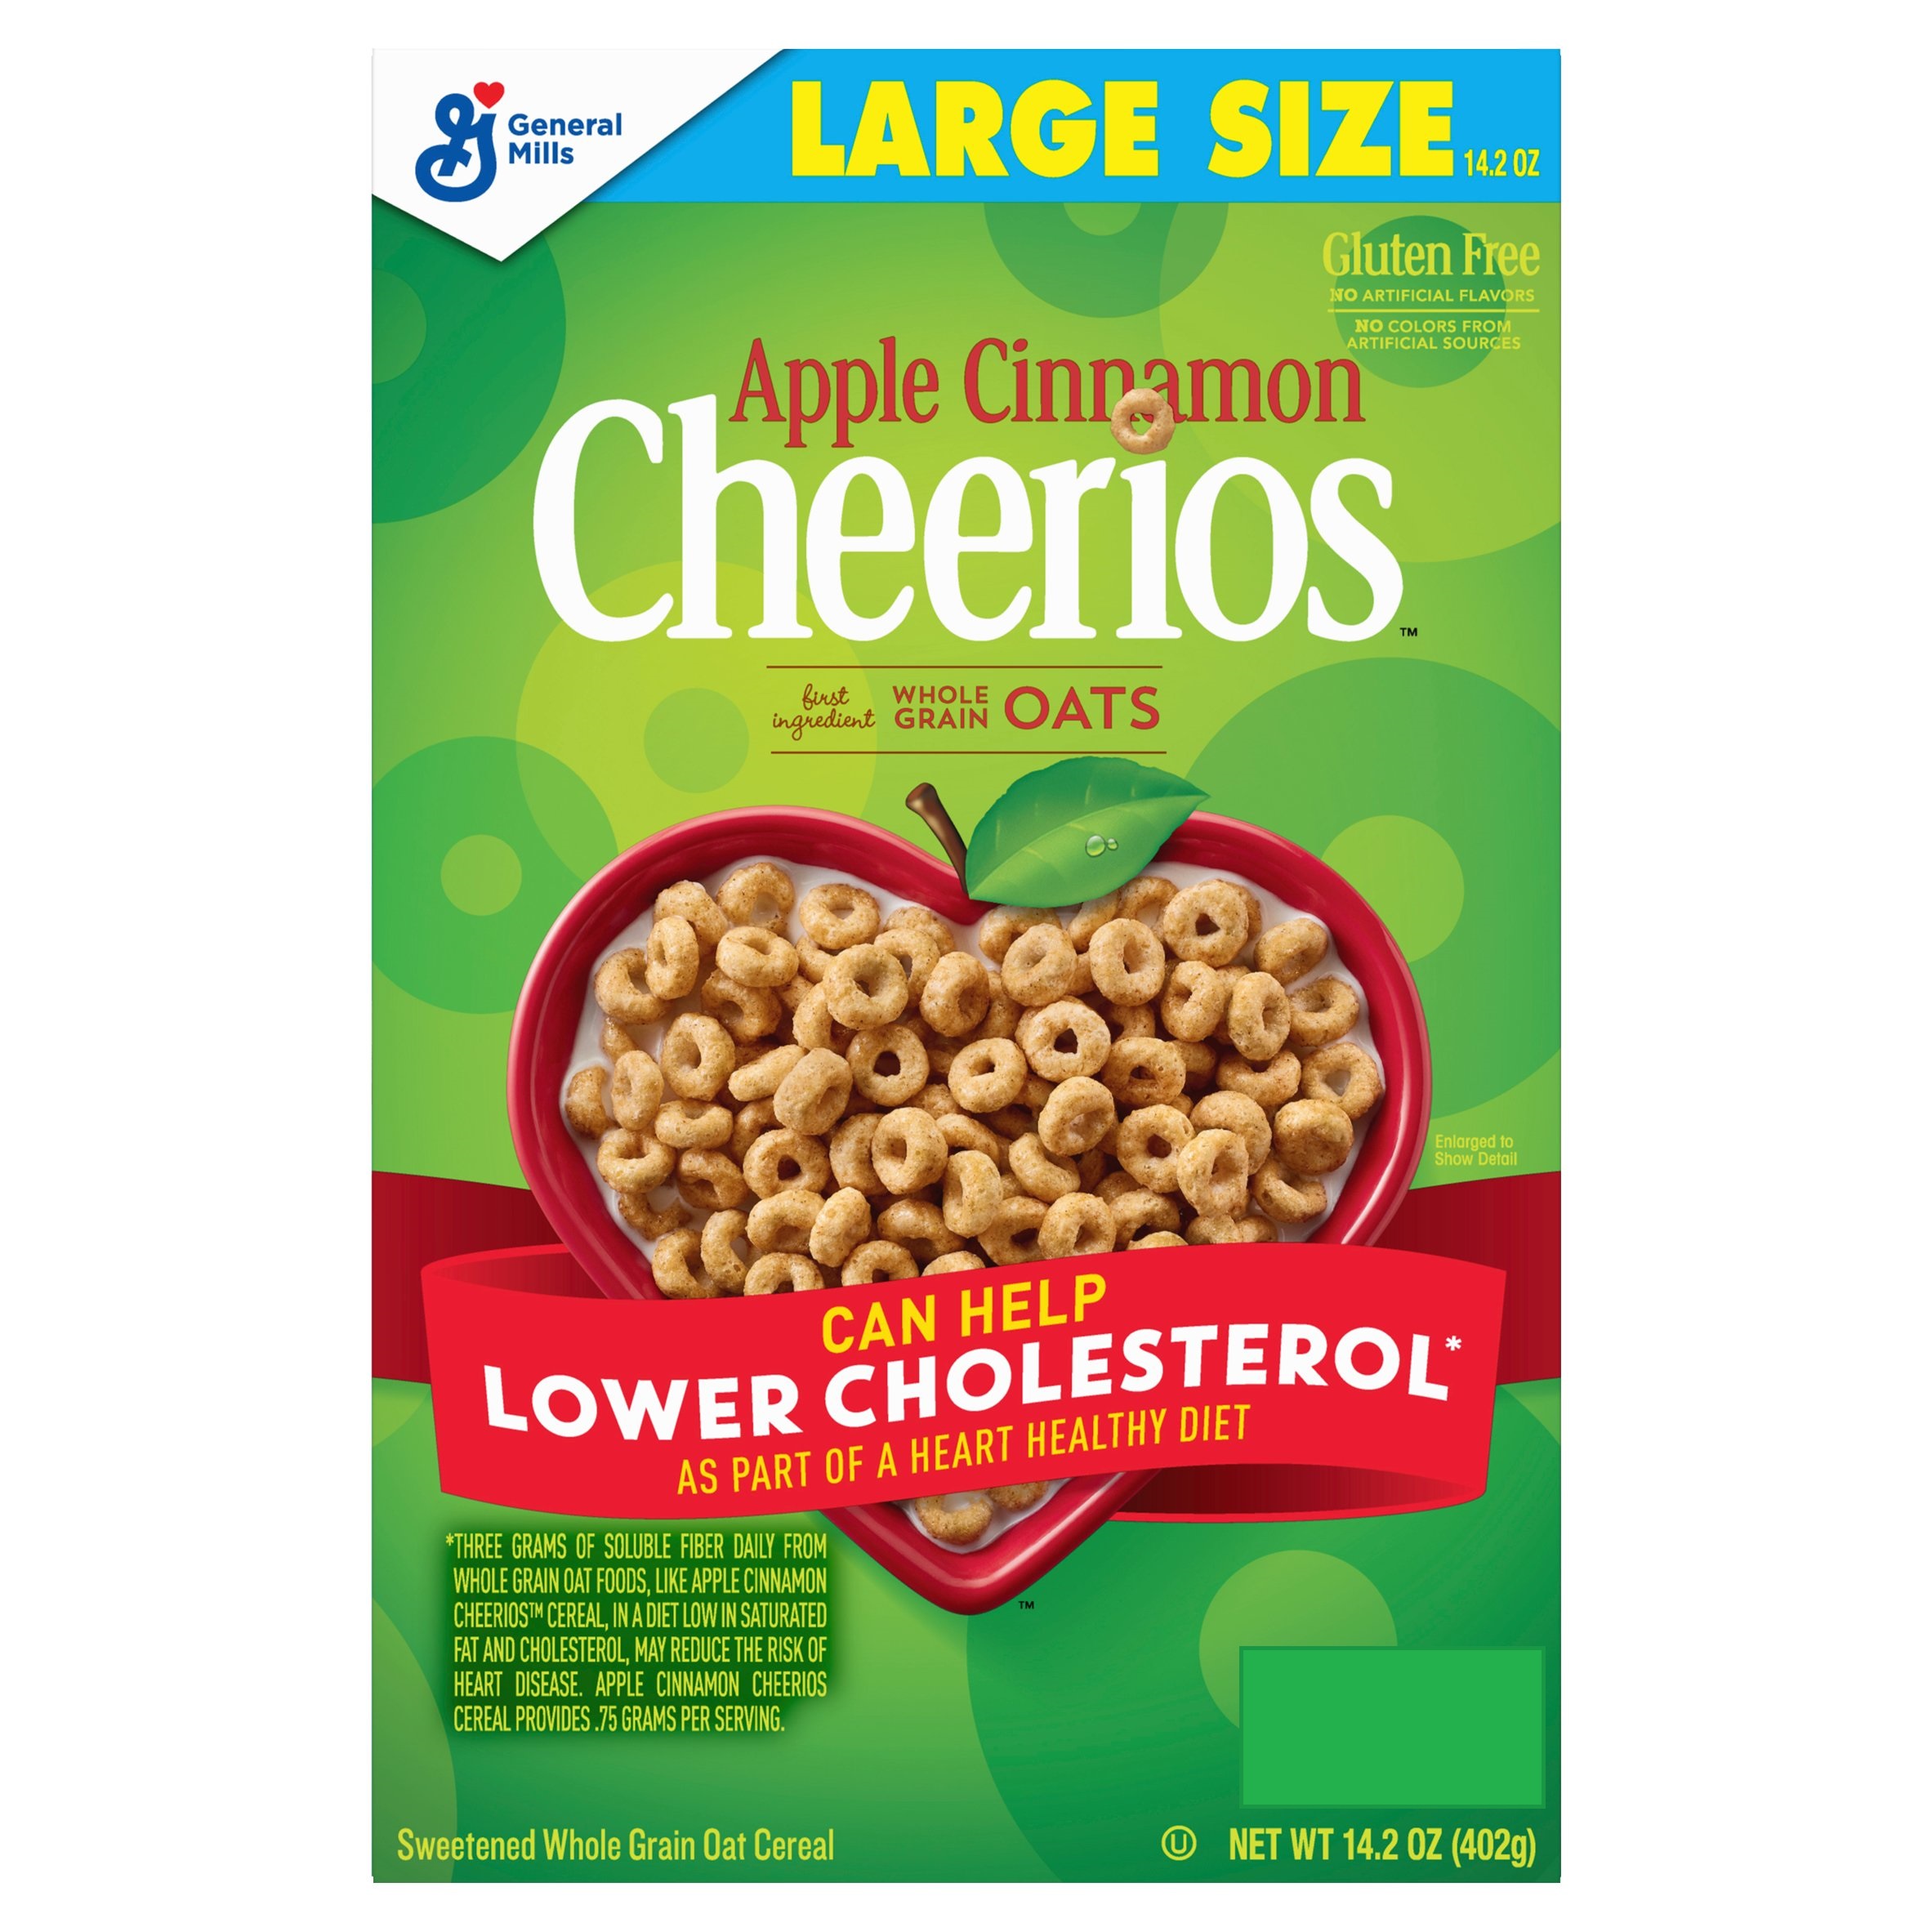 General
Mills
LARGE SIZE 14.2 OZ
Gluten Free
NO ARTIFICIAL FLAVORS
NO COLORS FROM
ARTIFICIAL SOURCES
Apple Cinnamon
Cheerios™
first
ingredient
WHOLE
GRAIN
OATS
Enlarged to
Show Detail
CAN HELP
LOWER CHOLESTEROL*
AS PART OF A HEART HEALTHY DIET
*THREE GRAMS OF SOLUBLE FIBER DAILY FROM
WHOLE GRAIN OAT FOODS, LIKE APPLE CINNAMON
CHEERIOS™ CEREAL, IN A DIET LOW IN SATURATED
FAT AND CHOLESTEROL, MAY REDUCE THE RISK OF
HEART DISEASE. APPLE CINNAMON CHEERIOS
CEREAL PROVIDES .75 GRAMS PER SERVING.
™
Sweetened Whole Grain Oat Cereal
U NET WT 14.2 OZ (402g)